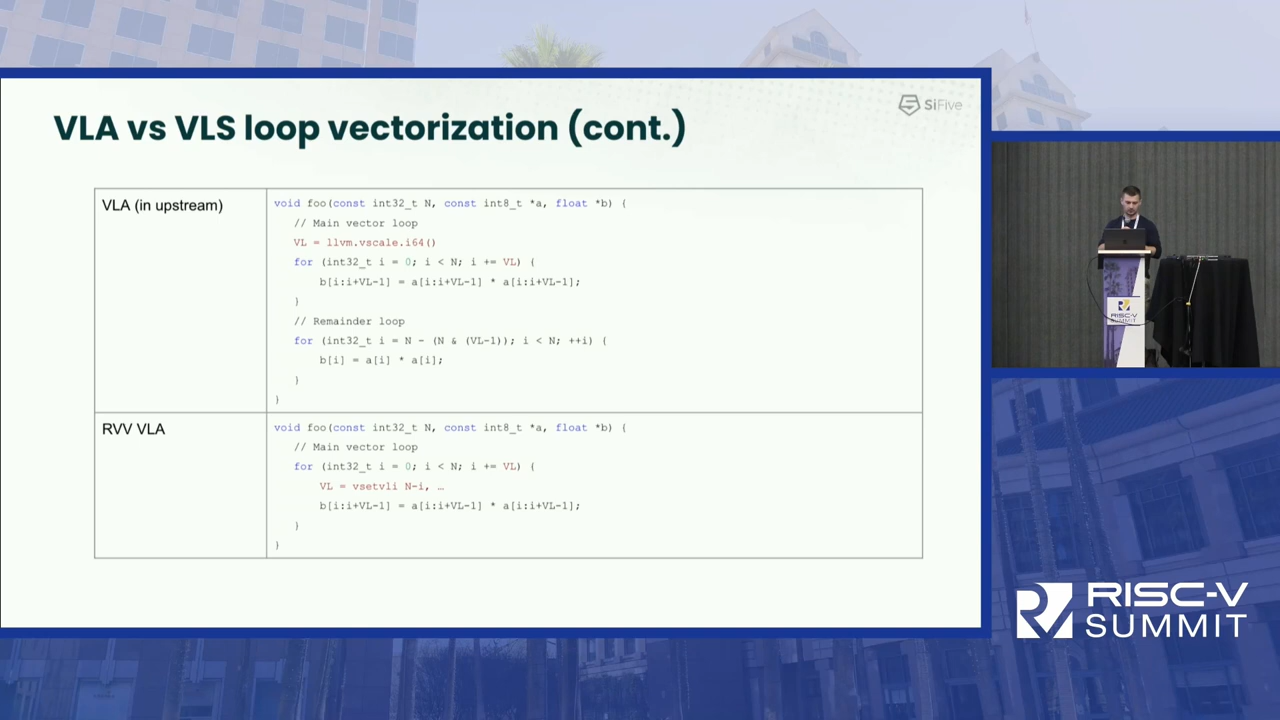 VLA vs VLS loop vectorization (cont.)
SiFive
VLA (in upstream)
void foo(const int32_t N, const int8_t *a, float *b) {
// Main vector loop
VL = llvm.vscale.i64()
for (int32_t i = 0; i < N; i += VL) {
b[i:i+VL-1] = a[i:i+VL-1] * a[i:i+VL-1];
}
// Remainder loop
for (int32_t i = N - (N & (VL-1)); i < N; ++i) {
b[i] = a[i] * a[i];
}
}
RVV VLA
void foo(const int32_t N, const int8_t *a, float *b) {
// Main vector loop
for (int32_t i = 0; i < N; i += VL) {
VL = vsetvli N-i, …
b[i:i+VL-1] = a[i:i+VL-1] * a[i:i+VL-1];
}
}
RISC-V
SUMMIT
RISC-V
SUMMIT